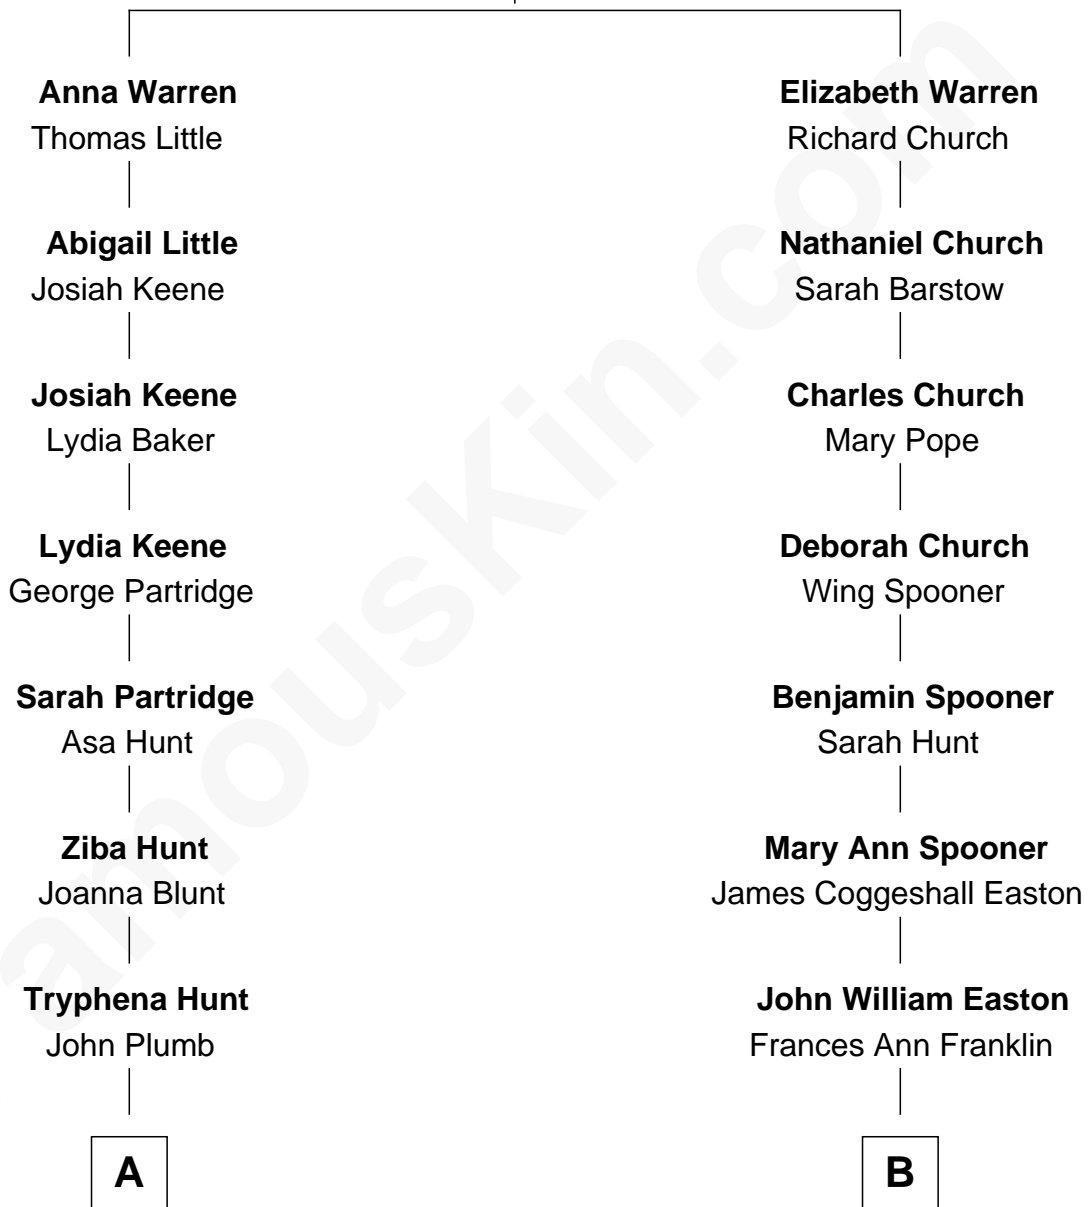 Anna Warren
Thomas Little
Abigail Little
Josiah Keene
Josiah Keene
Lydia Baker
Lydia Keene
George Partridge
Sarah Partridge
Asa Hunt
Ziba Hunt
Joanna Blunt
Tryphena Hunt
John Plumb
A
Elizabeth Warren
Richard Church
Nathaniel Church
Sarah Barstow
Charles Church
Mary Pope
Deborah Church
Wing Spooner
Benjamin Spooner
Sarah Hunt
Mary Ann Spooner
James Coggeshall Easton
John William Easton
Frances Ann Franklin
B
amouskin.com